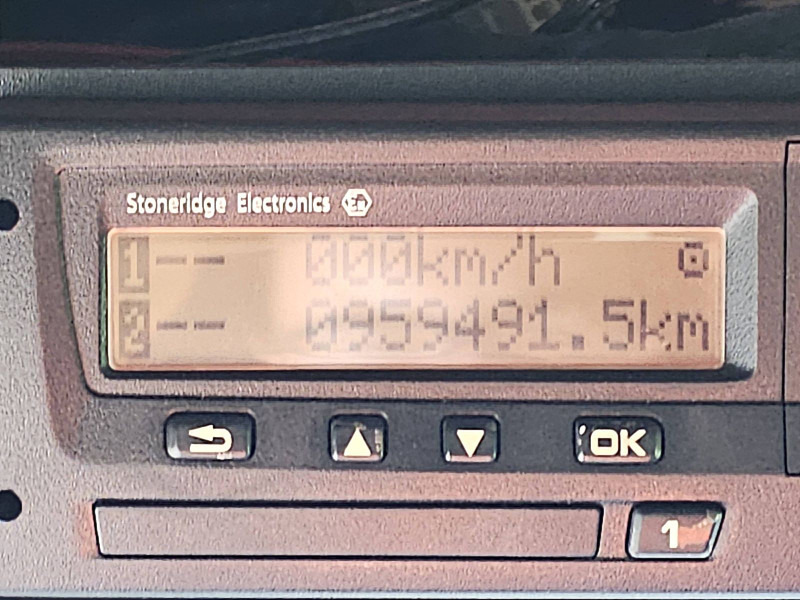 Stoneridge Electronics
1 -- 000km/h
2 -- 0959491.5km
OK
1